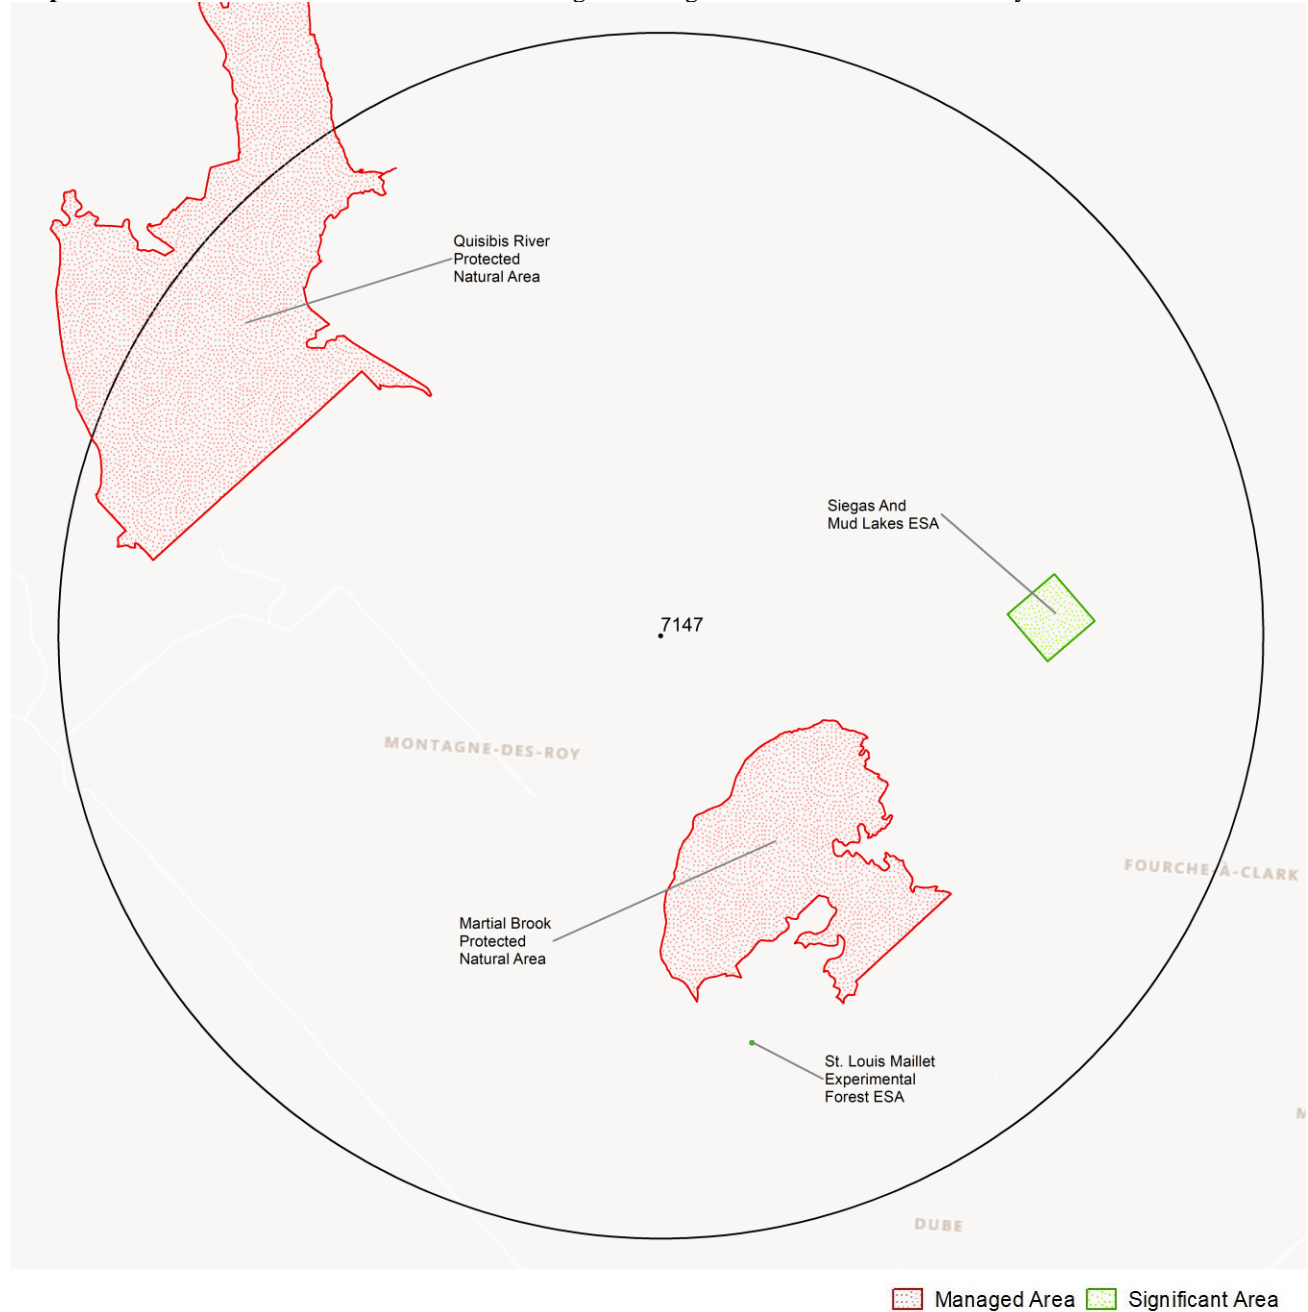 Quisibis River
Protected
Natural Area
Siegas And
Mud Lakes ESA
7147
MONTAGNE-DES-ROY
FOURCHE-À-CLARK
Martial Brook
Protected
Natural Area
St. Louis Maillet
Experimental
Forest ESA
M
DUBE
Managed Area
Significant Area